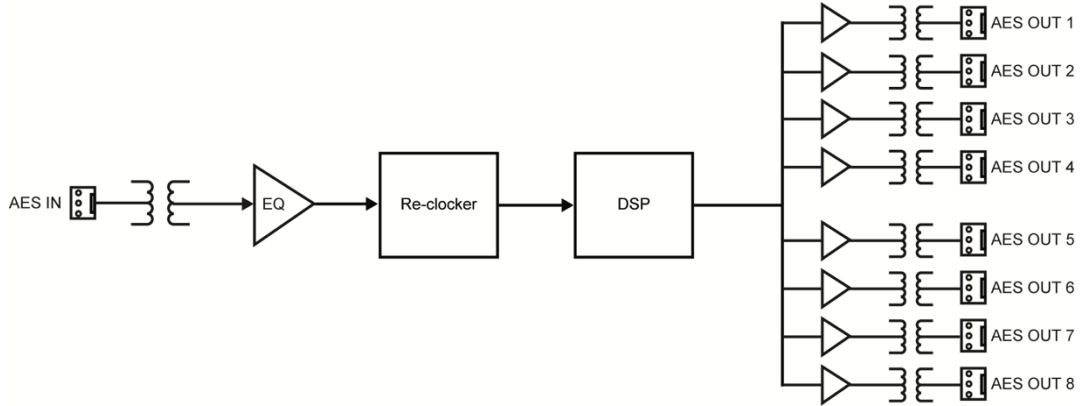 AES IN
EQ
Re-clocker
DSP
AES OUT 1
AES OUT 2
AES OUT 3
AES OUT 4
AES OUT 5
AES OUT 6
AES OUT 7
AES OUT 8